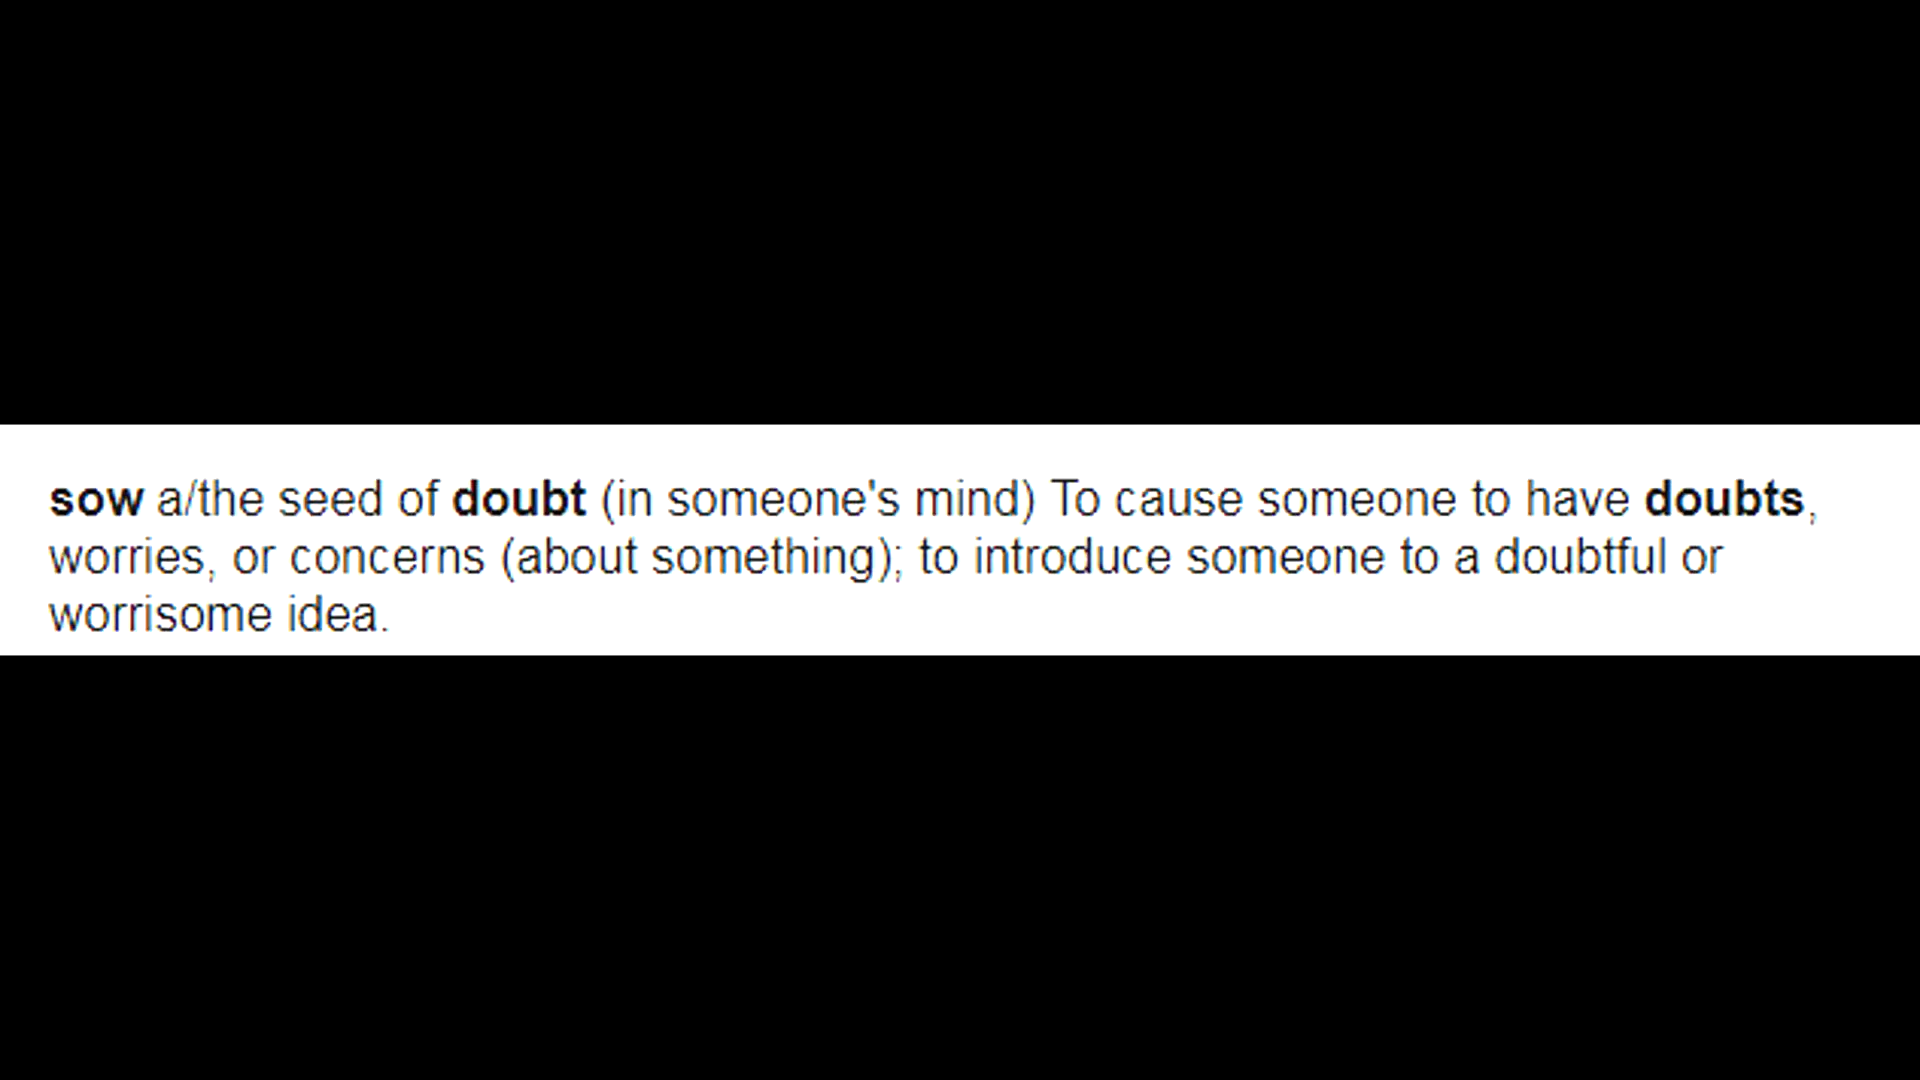 sow a/the seed of doubt (in someone's mind) To cause someone to have doubts,
worries, or concerns (about something); to introduce someone to a doubtful or
worrisome idea.